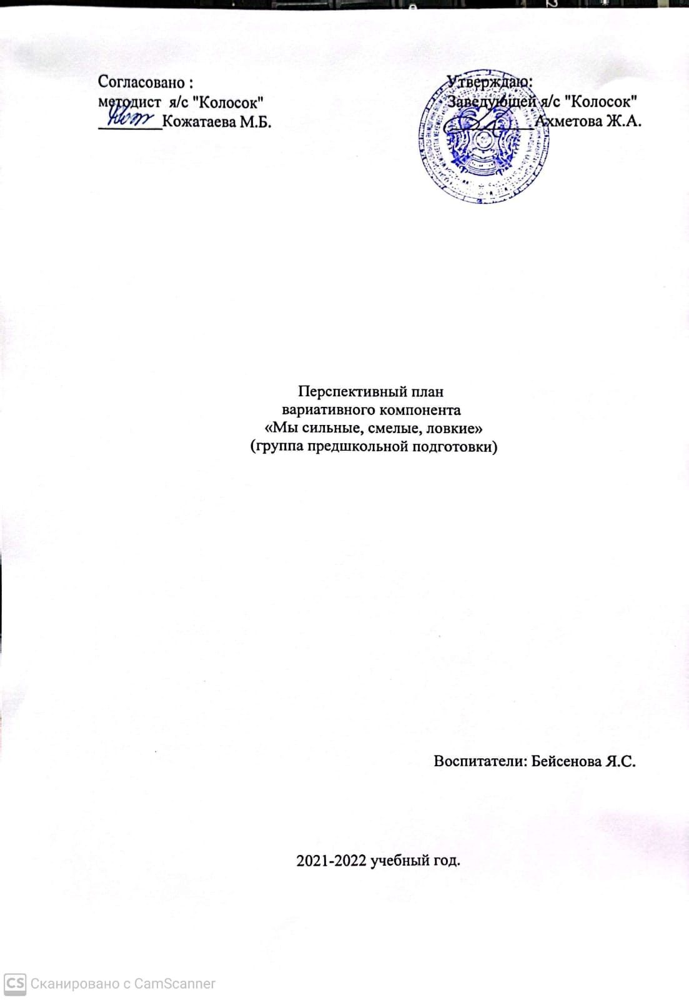 Согласовано :
методист я/с "Колосок"
________Кожатаева М.Б.
Утверждаю:
Заведующей я/с "Колосок"
Ахметова Ж.А.
Перспективный план
вариативного компонента
«Мы сильные, смелые, ловкие»
(группа предшкольной подготовки)
Воспитатели: Бейсенова Я.С.
2021-2022 учебный год.
CS Сканировано с CamScanner